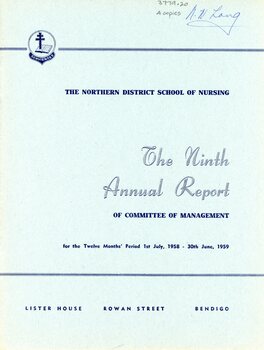 3739.20
4 copies
THE NORTHERN DISTRICT SCHOOL OF NURSING
The Ninth
Annual Report
OF COMMITTEE OF MANAGEMENT
for the Twelve Months' Period 1st July, 1958 - 30th June, 1959
LISTER HOUSE ROWAN STREET BENDIGO